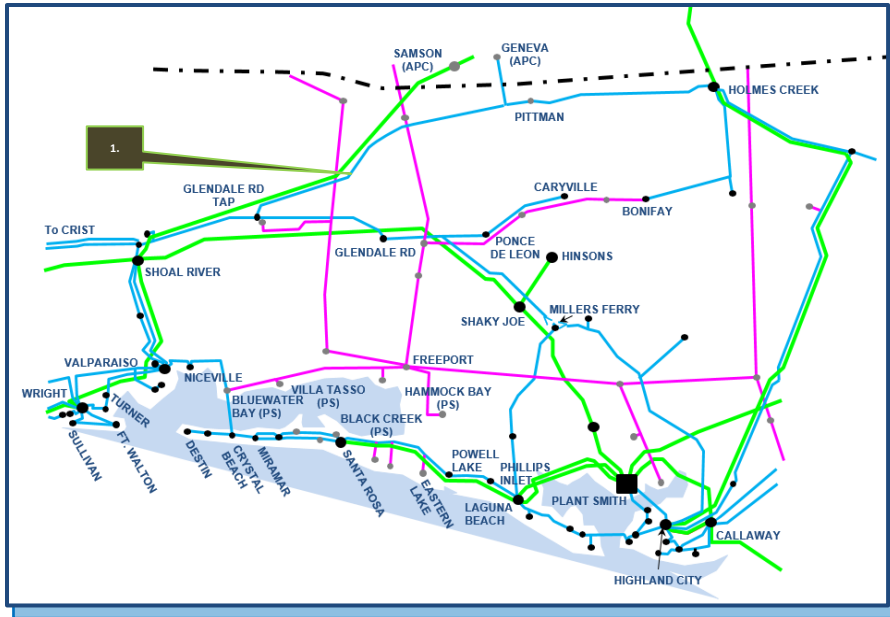 SAMSON
(APC)
GENEVA
(APC)
HOLMES CREEK
PITTMAN
1.
GLENDALE RD
TAP
CARYVILLE
BONIFAY
To CRIST
GLENDALE RD
PONCE
DE LEON
HINSONS
SHOAL RIVER
SHAKY JOE
MILLERS FERRY
VALPARAISO
FREEPORT
NICEVILLE
WRIGHT
TURNER
BLUEWATER
BAY (PS)
VILLA TASSO
(PS)
HAMMOCK BAY
(PS)
BLACK CREEK
(PS)
SULLIVAN
FT. WALTON
DESTIN
CRYSTAL
BEACH
MIRAMAR
SANTA ROSA
EASTERN
LAKE
POWELL
LAKE
PHILLIPS
INLET
LAGUNA
BEACH
PLANT SMITH
CALLAWAY
HIGHLAND CITY